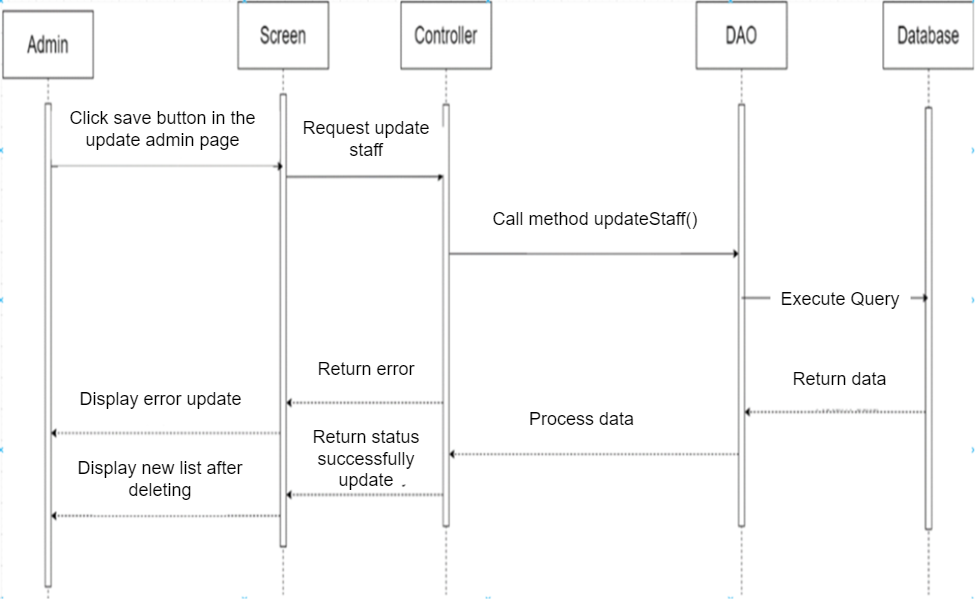 Admin
Screen
Controller
DAO
Database
Click save button in the
update admin page
Request update
staff
Call method updateStaff()
Execute Query
Return error
Return data
Display error update
Process data
Return status
successfully
update .
Display new list after
deleting